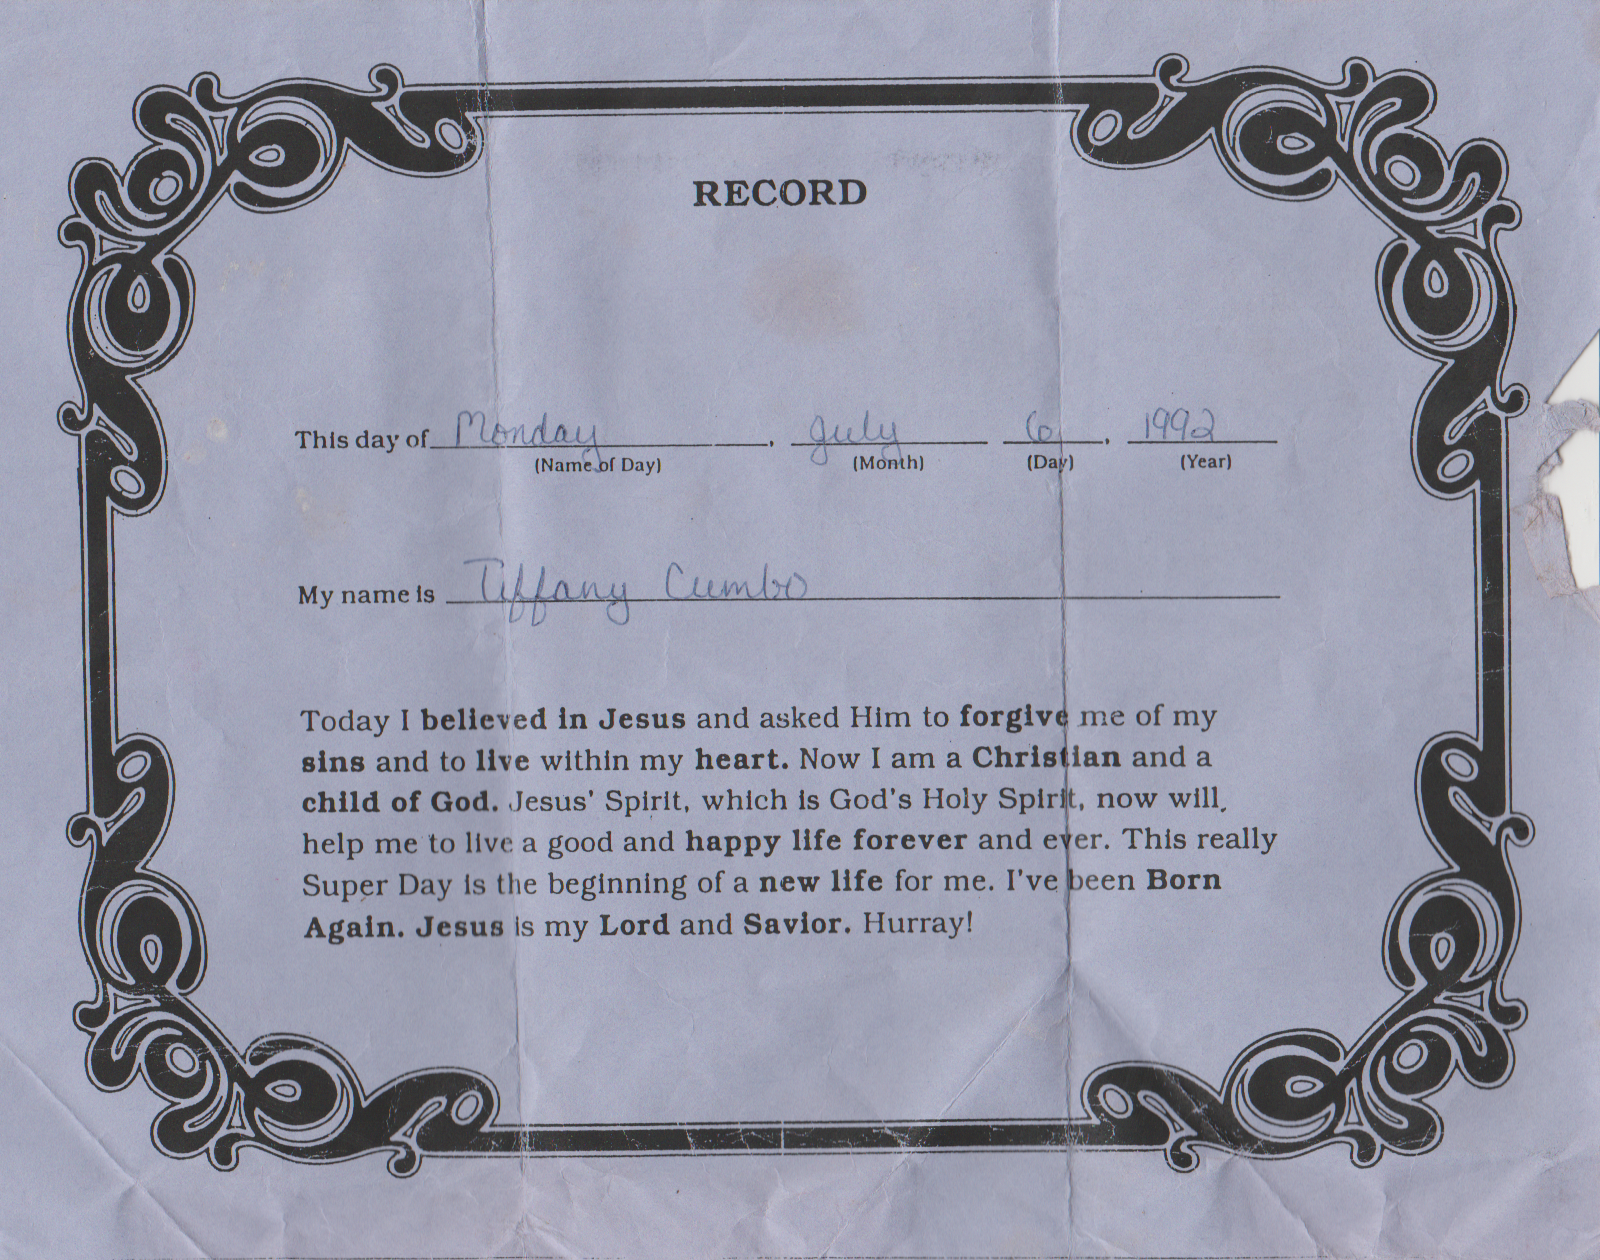 RECORD
This day of Monday, July 6, 1992
(Name of Day) (Month) (Day) (Year)
My name is Tiffany Cumbo
Today I believed in Jesus and asked Him to forgive me of my
sins and to live within my heart. Now I am a Christian and a
child of God. Jesus' Spirit, which is God's Holy Spirit, now will,
help me to live a good and happy life forever and ever. This really
Super Day is the beginning of a new life for me. I've been Born
Again. Jesus is my Lord and Savior. Hurray!